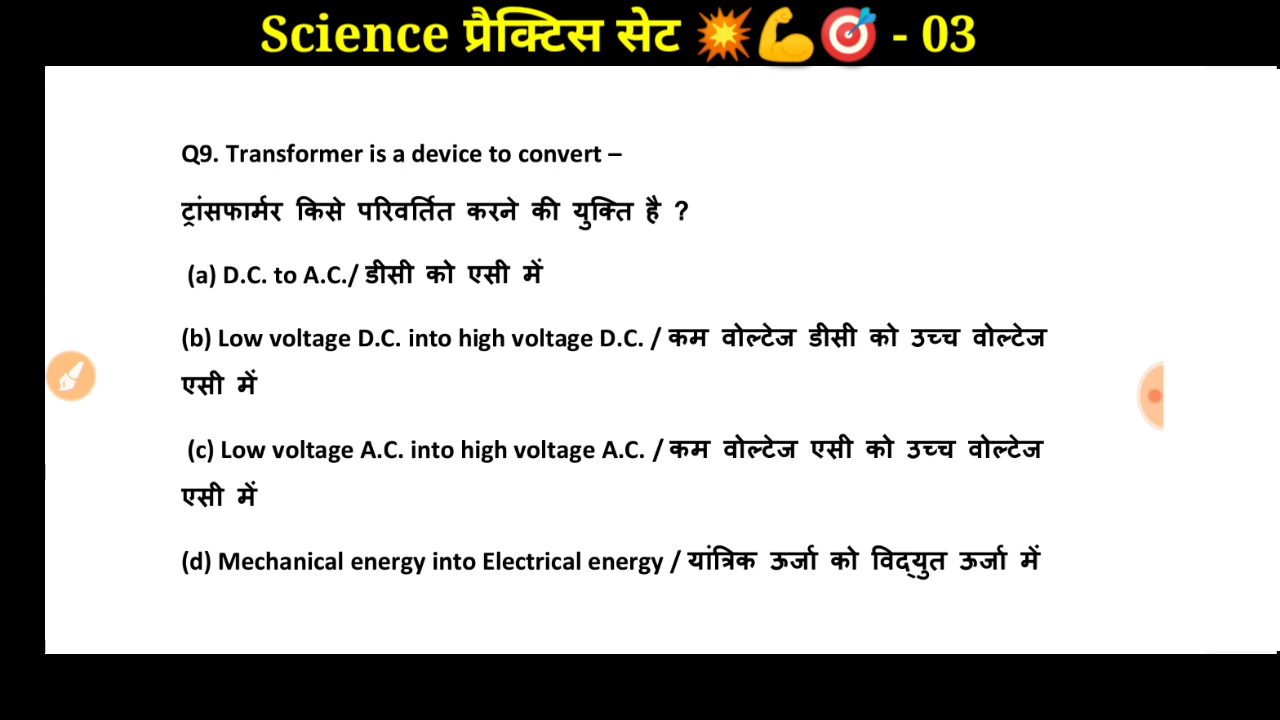 Science प्रैक्टिस सेट 💥💪🎯 - 03
Q9. Transformer is a device to convert –
ट्रांसफार्मर किसे परिवर्तित करने की युक्ति है ?
(a) D.C. to A.C./ डीसी को एसी में
(b) Low voltage D.C. into high voltage D.C. / कम वोल्टेज डीसी को उच्च वोल्टेज
एसी में
(c) Low voltage A.C. into high voltage A.C. / कम वोल्टेज एसी को उच्च वोल्टेज
एसी में
(d) Mechanical energy into Electrical energy / यांत्रिक ऊर्जा को विद्युत ऊर्जा में